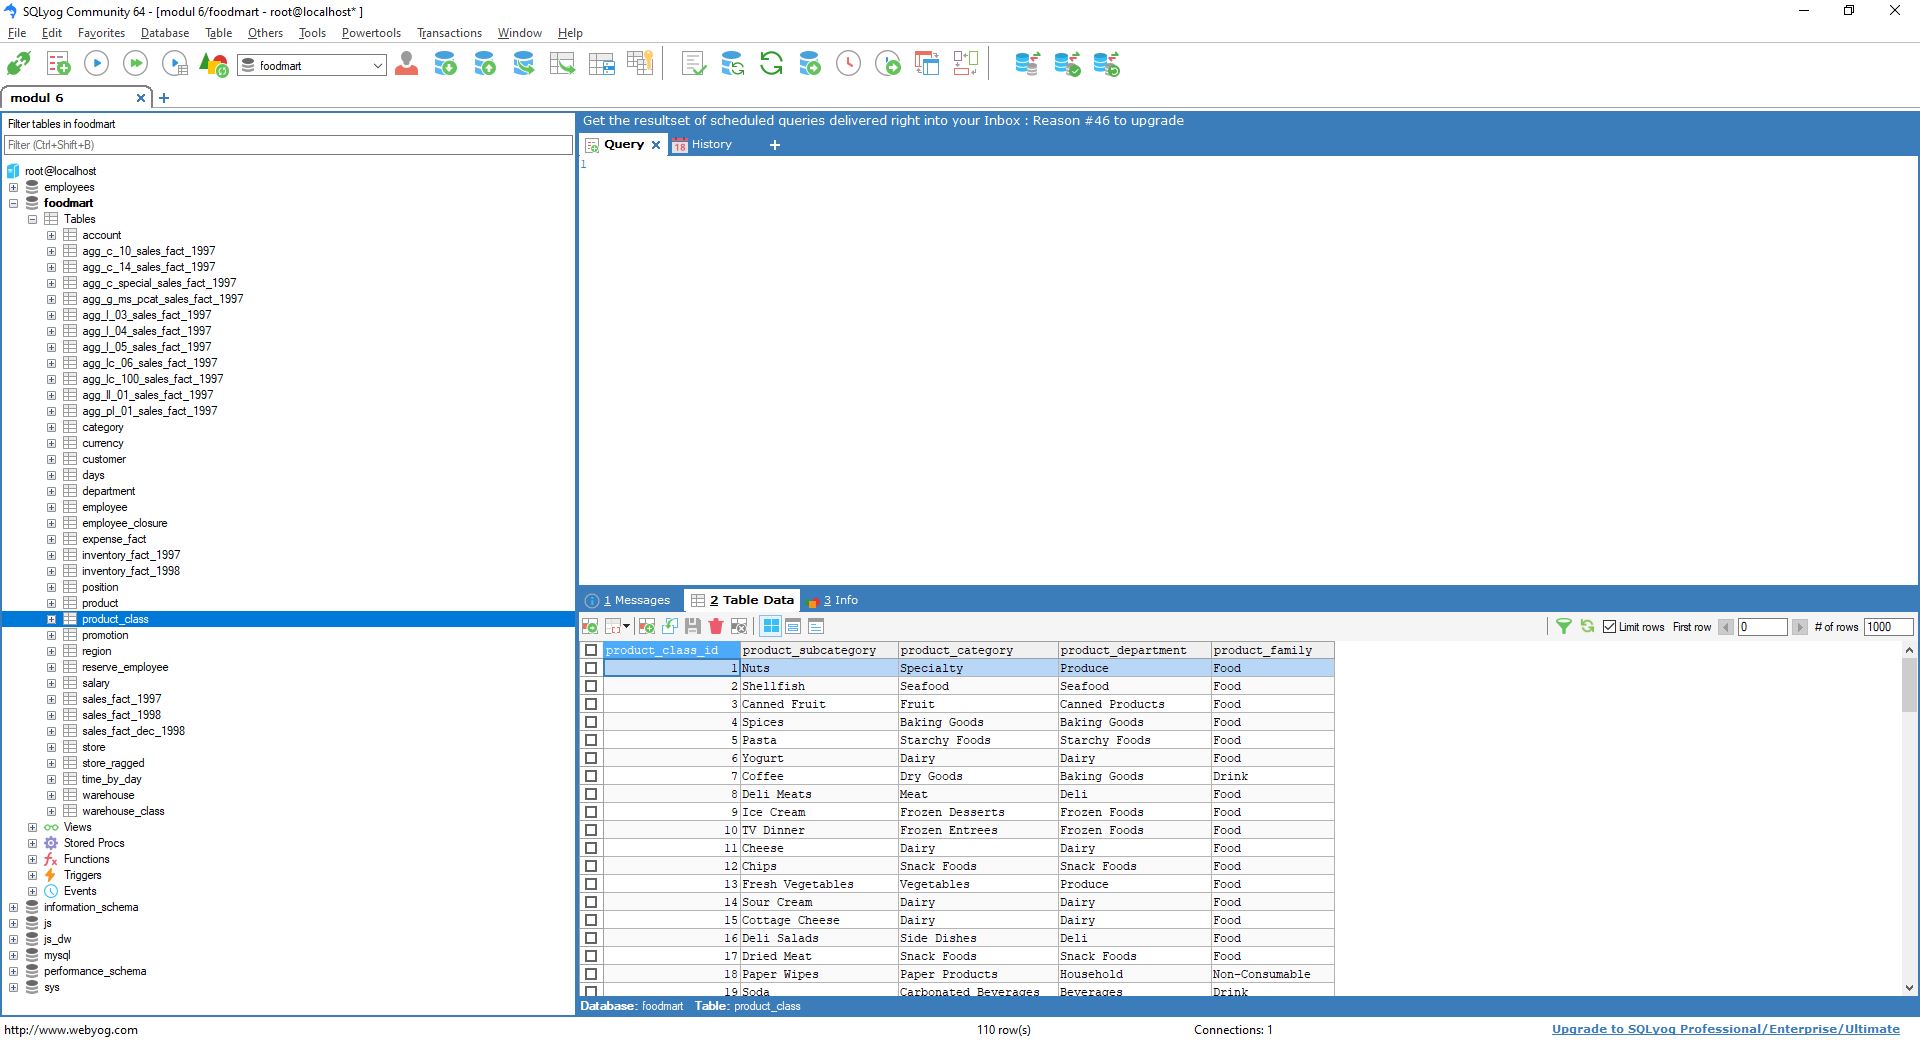 SQLyog Community 64 - [modul 6/foodmart - root@localhost* ]
File Edit Favorites Database Table Others Tools Powertools Transactions Window Help
foodmart
modul 6
Filter tables in foodmart
Filter (Ctrl+Shift+B)
root@localhost
employees
foodmart
Tables
account
agg_c_10_sales_fact_1997
agg_c_14_sales_fact_1997
agg_c_special_sales_fact_1997
agg_g_ms_pcat_sales_fact_1997
agg_l_03_sales_fact_1997
agg_l_04_sales_fact_1997
agg_l_05_sales_fact_1997
agg_lc_06_sales_fact_1997
agg_lc_100_sales_fact_1997
agg_ll_01_sales_fact_1997
agg_pl_01_sales_fact_1997
category
currency
customer
days
department
employee
employee_closure
expense_fact
inventory_fact_1997
inventory_fact_1998
position
product
product_class
promotion
region
reserve_employee
salary
sales_fact_1997
sales_fact_1998
sales_fact_dec_1998
store
store_ragged
time_by_day
warehouse
warehouse_class
Views
Stored Procs
Functions
Triggers
Events
information_schema
js
js_dw
mysql
performance_schema
sys
Get the resultset of scheduled queries delivered right into your Inbox : Reason #46 to upgrade
Query 18 History
1
1 Messages 2 Table Data 3 Info
Limit rows First row 0 # of rows 1000
product_class_id product_subcategory product_category product_department product_family
1 Nuts Specialty Produce Food
2 Shellfish Seafood Seafood Food
3 Canned Fruit Fruit Canned Products Food
4 Spices Baking Goods Baking Goods Food
5 Pasta Starchy Foods Starchy Foods Food
6 Yogurt Dairy Dairy Food
7 Coffee Dry Goods Baking Goods Drink
8 Deli Meats Meat Deli Food
9 Ice Cream Frozen Desserts Frozen Foods Food
10 TV Dinner Frozen Entrees Frozen Foods Food
11 Cheese Dairy Dairy Food
12 Chips Snack Foods Snack Foods Food
13 Fresh Vegetables Vegetables Produce Food
14 Sour Cream Dairy Dairy Food
15 Cottage Cheese Dairy Dairy Food
16 Deli Salads Side Dishes Deli Food
17 Dried Meat Snack Foods Snack Foods Food
18 Paper Wipes Paper Products Household Non-Consumable
19 Soda Carbonated Beverages Beverages Drink
Database: foodmart Table: product_class
http://www.webyog.com 110 row(s) Connections: 1 Upgrade to SQLyog Professional/Enterprise/Ultimate